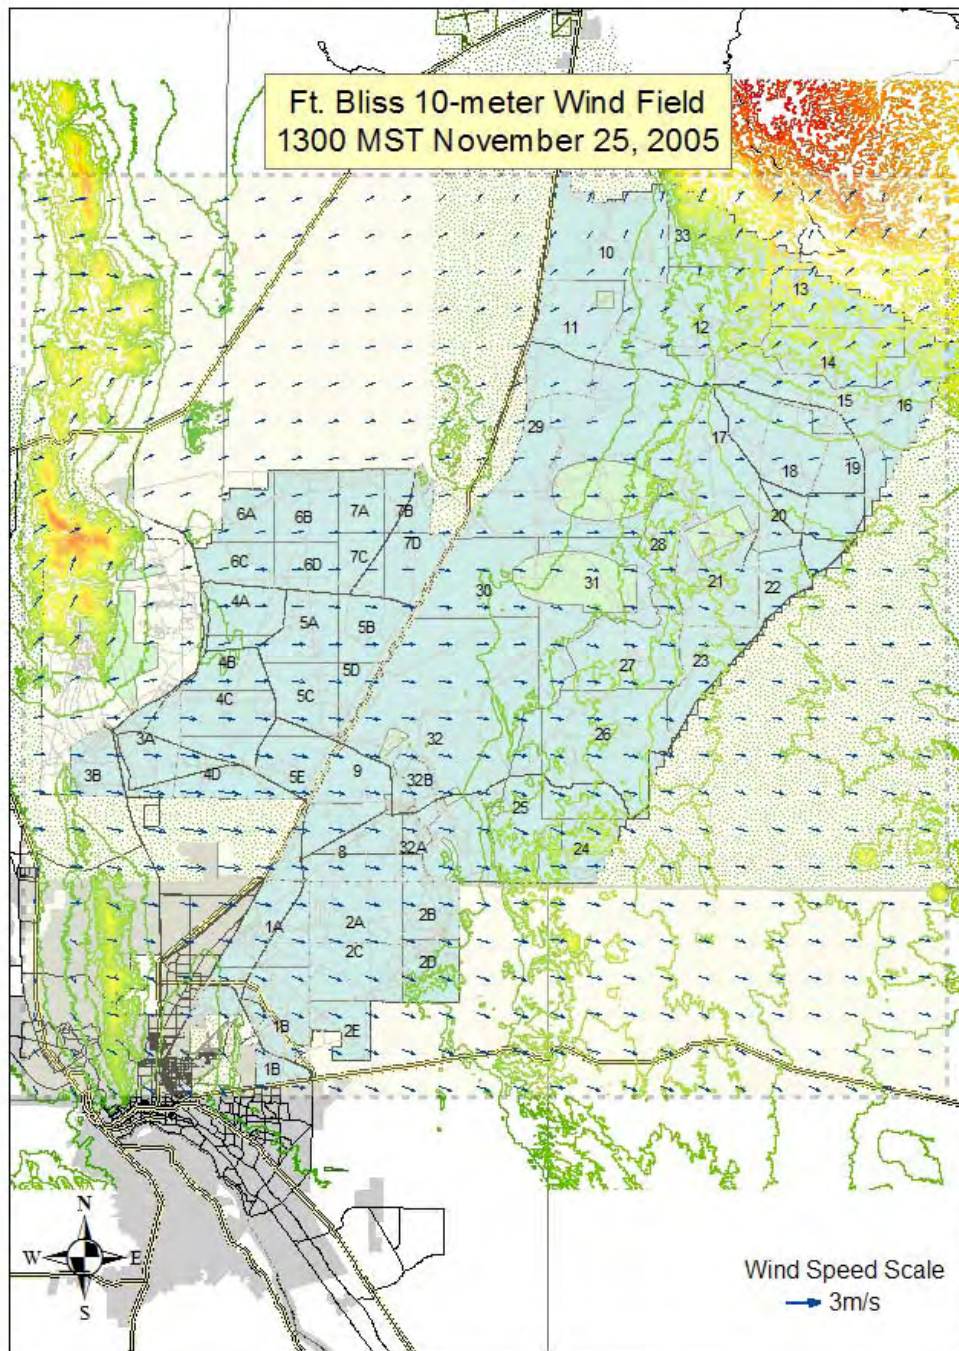 Ft. Bliss 10-meter Wind Field
1300 MST November 25, 2005
33
10
13
11
12
14
15
16
29
17
18
19
6A
6B
7A
7B
20
7D
28
6C
6D
7C
21
30
31
22
4A
5A
5B
4B
5D
27
23
4C
5C
3A
32
26
3B
4D
5E
9
32B
25
8
32A
24
1A
2A
2B
2C
2D
1B
2E
1B
N
W
E
S
Wind Speed Scale
3m/s